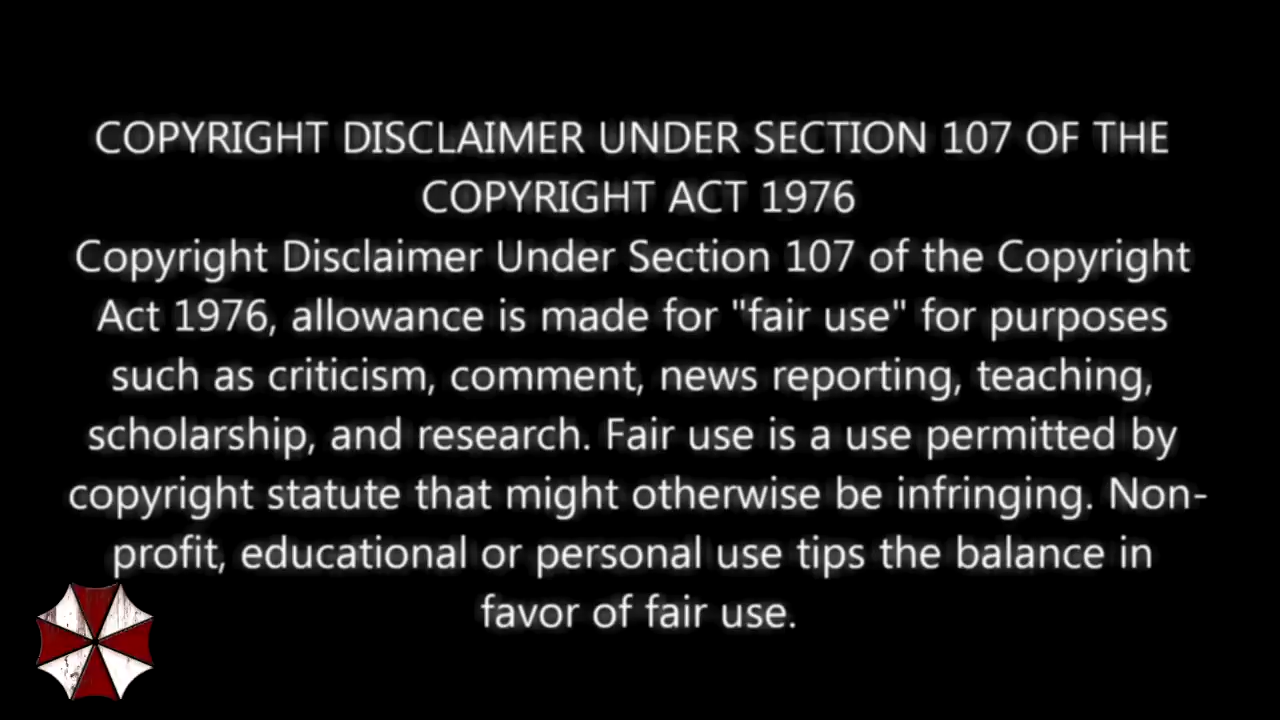 COPYRIGHT DISCLAIMER UNDER SECTION 107 OF THE
COPYRIGHT ACT 1976
Copyright Disclaimer Under Section 107 of the Copyright
Act 1976, allowance is made for "fair use" for purposes
such as criticism, comment, news reporting, teaching,
scholarship, and research. Fair use is a use permitted by
copyright statute that might otherwise be infringing. Non-
profit, educational or personal use tips the balance in
favor of fair use.